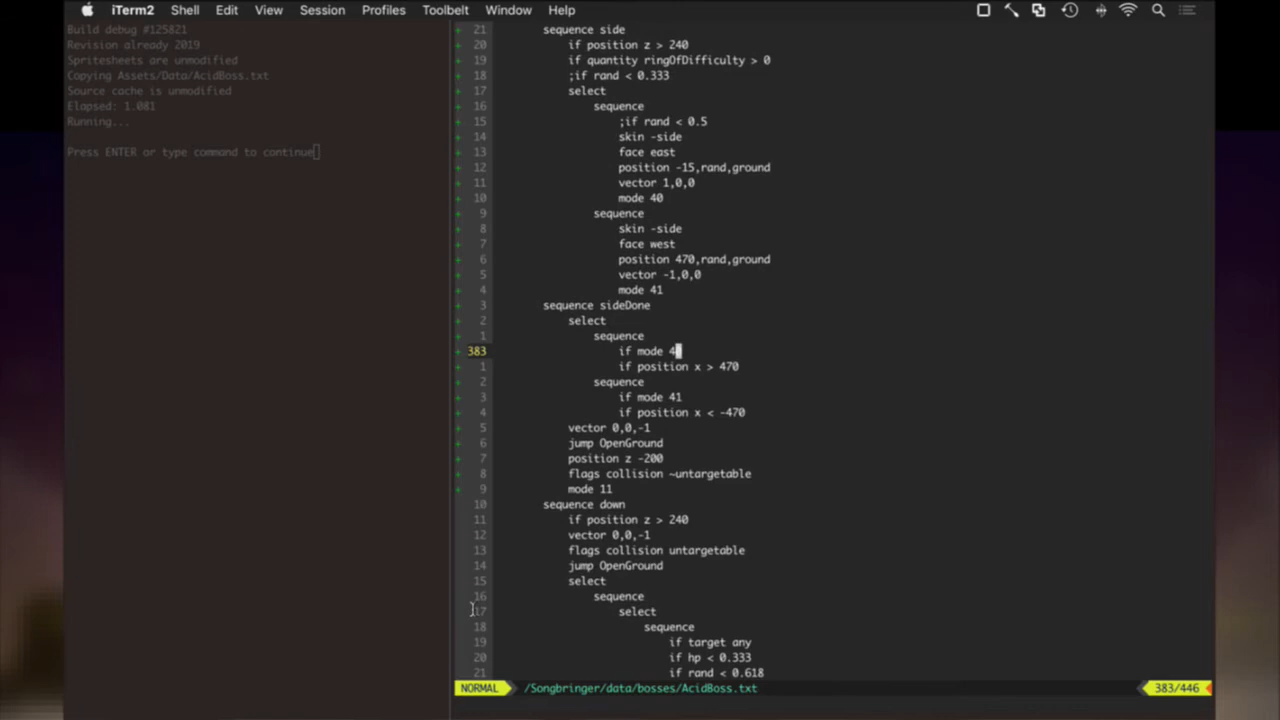 iTerm2 Shell Edit View Session Profiles Toolbelt Window Help
Build debug #125821
Revision already 2019
Spritesheets are unmodified
Copying Assets/Data/AcidBoss.txt
Source cache is unmodified
Elapsed: 1.081
Running...
Press ENTER or type command to continue
+ 21 sequence side
+ 20 if position z > 240
+ 19 if quantity ringOfDifficulty > 0
+ 18 ;if rand < 0.333
+ 17 select
+ 16 sequence
+ 15 ;if rand < 0.5
+ 14 skin -side
+ 13 face east
+ 12 position -15,rand,ground
+ 11 vector 1,0,0
+ 10 mode 40
+ 9 sequence
+ 8 skin -side
+ 7 face west
+ 6 position 470,rand,ground
+ 5 vector -1,0,0
+ 4 mode 41
+ 3 sequence sideDone
+ 2 select
+ 1 sequence
+ 383 if mode 4
+ 1 if position x > 470
+ 2 sequence
+ 3 if mode 41
+ 4 if position x < -470
+ 5 vector 0,0,-1
+ 6 jump OpenGround
+ 7 position z -200
+ 8 flags collision ~untargetable
+ 9 mode 11
10 sequence down
11 if position z > 240
12 vector 0,0,-1
13 flags collision untargetable
14 jump OpenGround
15 select
16 sequence
17 select
18 sequence
19 if target any
20 if hp < 0.333
21 if rand < 0.618
NORMAL /Songbringer/data/bosses/AcidBoss.txt 383/446